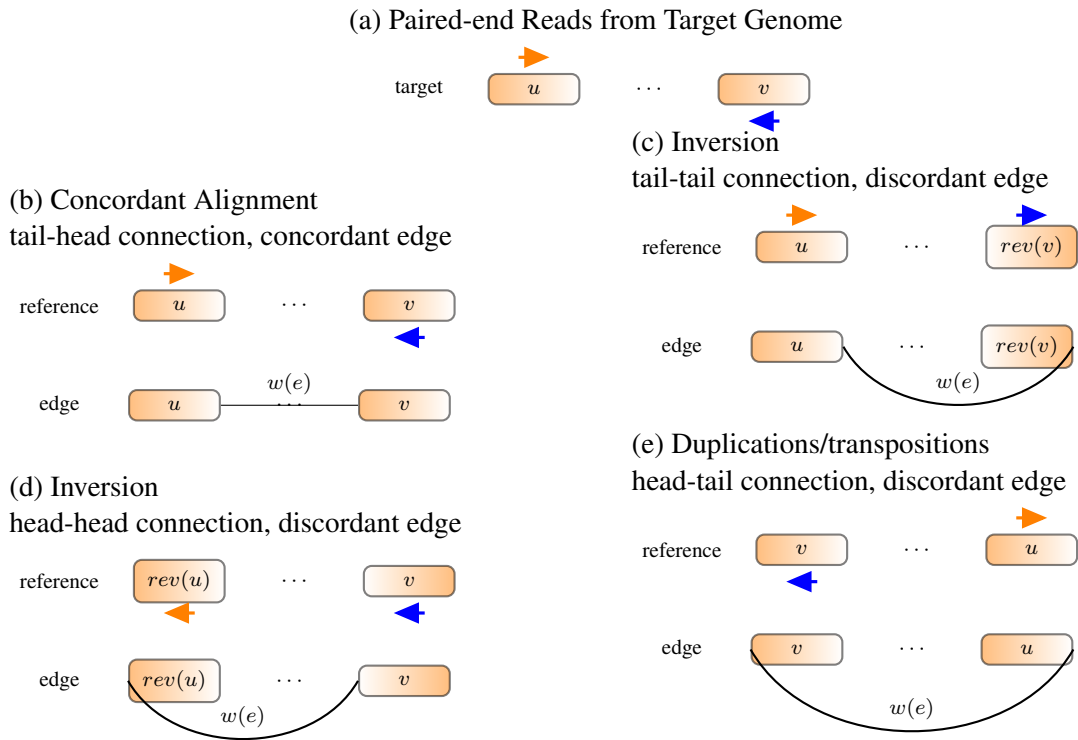 (a) Paired-end Reads from Target Genome
target u ··· v
(b) Concordant Alignment
tail-head connection, concordant edge
reference u ··· v
w(e)
edge u ··· v
(c) Inversion
tail-tail connection, discordant edge
reference u ··· rev(v)
edge u ··· rev(v)
w(e)
(d) Inversion
head-head connection, discordant edge
reference rev(u) ··· v
edge rev(u) ··· v
w(e)
(e) Duplications/transpositions
head-tail connection, discordant edge
reference v ··· u
edge v ··· u
w(e)